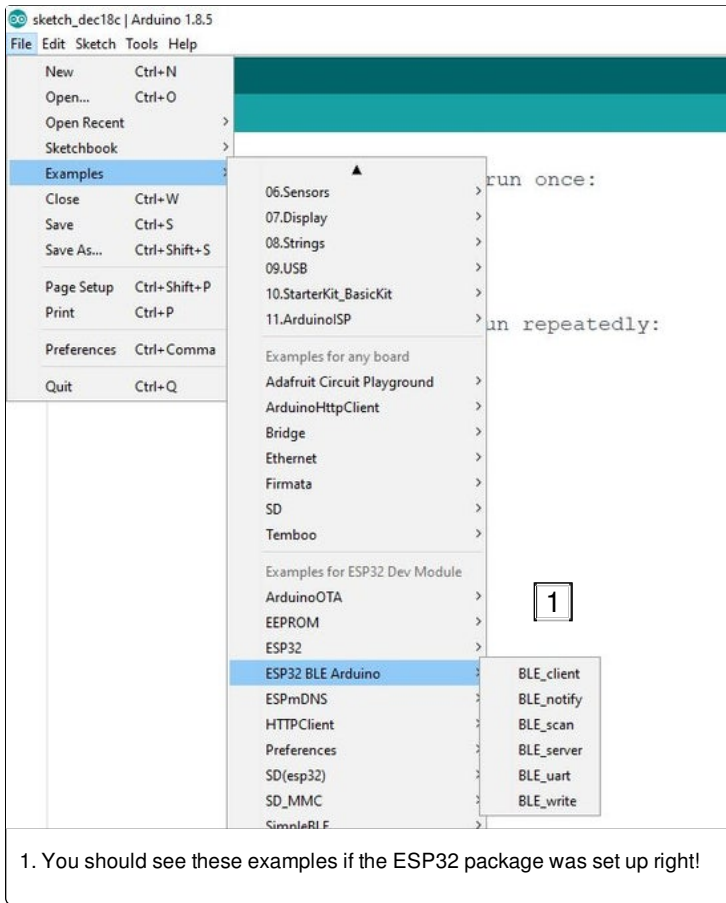 sketch_dec18c | Arduino 1.8.5
File Edit Sketch Tools Help
New Ctrl+N
Open... Ctrl+O
Open Recent
Sketchbook
Examples
Close Ctrl+W
Save Ctrl+S
Save As... Ctrl+Shift+S
Page Setup Ctrl+Shift+P
Print Ctrl+P
Preferences Ctrl+Comma
Quit Ctrl+Q
06.Sensors
07.Display
08.Strings
09.USB
10.StarterKit_BasicKit
11.ArduinoISP
Examples for any board
Adafruit Circuit Playground
ArduinoHttpClient
Bridge
Ethernet
Firmata
SD
Temboo
Examples for ESP32 Dev Module
ArduinoOTA
EEPROM
ESP32
ESP32 BLE Arduino
ESPmDNS
HTTPClient
Preferences
SD(esp32)
SD_MMC
SimpleBLE
run once:
un repeatedly:
1
BLE_client
BLE_notify
BLE_scan
BLE_server
BLE_uart
BLE_write
1. You should see these examples if the ESP32 package was set up right!